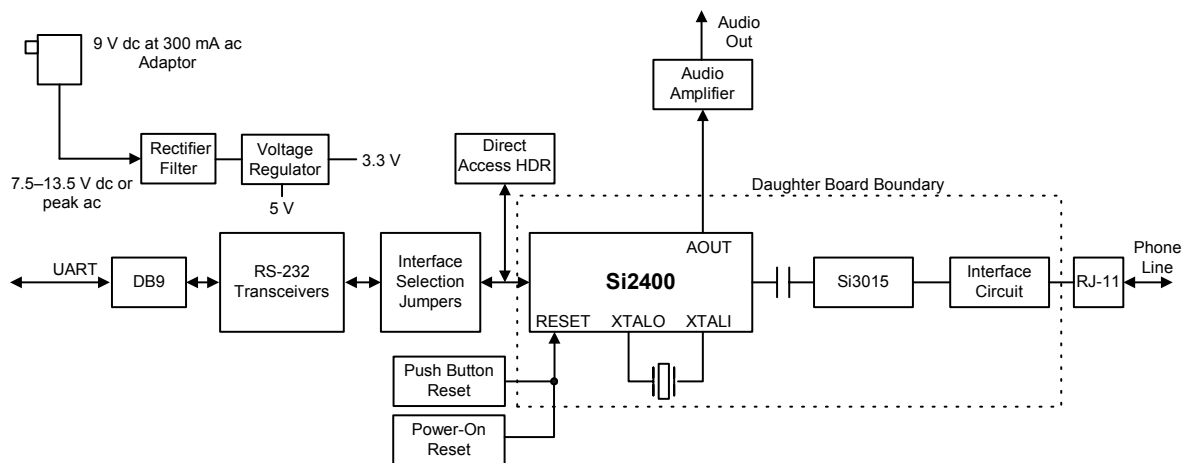 Audio
Out
9 V dc at 300 mA ac
Adaptor
Audio
Amplifier
Rectifier
Filter
Voltage
Regulator
3.3 V
Direct
Access HDR
7.5–13.5 V dc or
peak ac
5 V
Daughter Board Boundary
UART
DB9
RS-232
Transceivers
Interface
Selection
Jumpers
AOUT
Si2400
RESET
XTALO
XTALI
Si3015
Interface
Circuit
RJ-11
Phone
Line
Push Button
Reset
Power-On
Reset